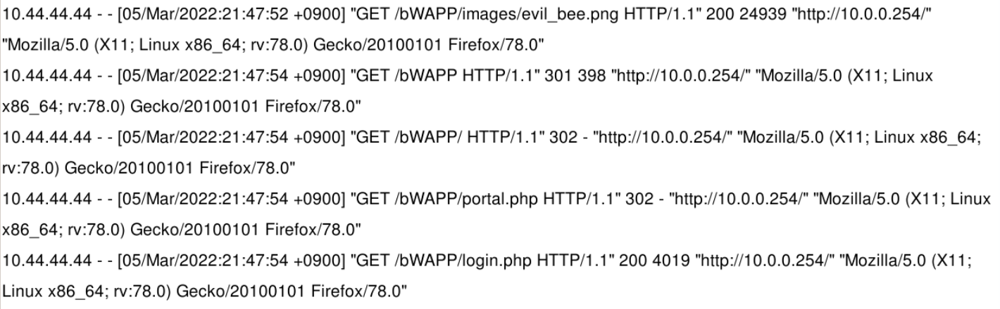 10.44.44.44 - - [05/Mar/2022:21:47:52 +0900] "GET /bWAPP/images/evil_bee.png HTTP/1.1" 200 24939 "http://10.0.0.254/"
"Mozilla/5.0 (X11; Linux x86_64; rv:78.0) Gecko/20100101 Firefox/78.0"
10.44.44.44 - - [05/Mar/2022:21:47:54 +0900] "GET /bWAPP HTTP/1.1" 301 398 "http://10.0.0.254/" "Mozilla/5.0 (X11; Linux
x86_64; rv:78.0) Gecko/20100101 Firefox/78.0"
10.44.44.44 - - [05/Mar/2022:21:47:54 +0900] "GET /bWAPP/ HTTP/1.1" 302 - "http://10.0.0.254/" "Mozilla/5.0 (X11; Linux x86_64;
rv:78.0) Gecko/20100101 Firefox/78.0"
10.44.44.44 - - [05/Mar/2022:21:47:54 +0900] "GET /bWAPP/portal.php HTTP/1.1" 302 - "http://10.0.0.254/" "Mozilla/5.0 (X11; Linux
x86_64; rv:78.0) Gecko/20100101 Firefox/78.0"
10.44.44.44 - - [05/Mar/2022:21:47:54 +0900] "GET /bWAPP/login.php HTTP/1.1" 200 4019 "http://10.0.0.254/" "Mozilla/5.0 (X11;
Linux x86_64; rv:78.0) Gecko/20100101 Firefox/78.0"